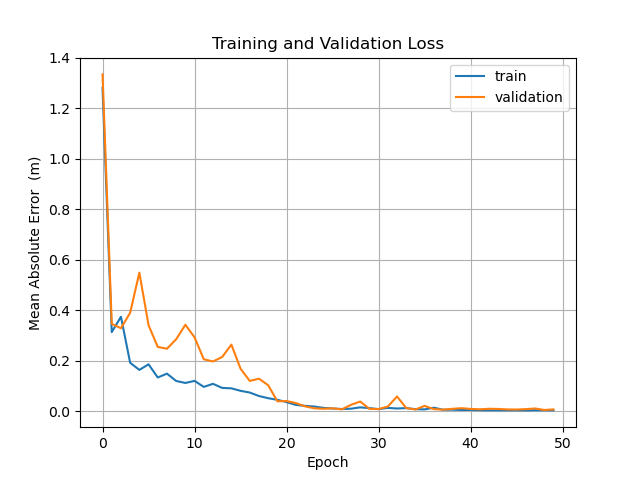 Training and Validation Loss
train
validation
Mean Absolute Error  (m)
1.4
1.2
1.0
0.8
0.6
0.4
0.2
0.0
0
10
20
30
40
50
Epoch